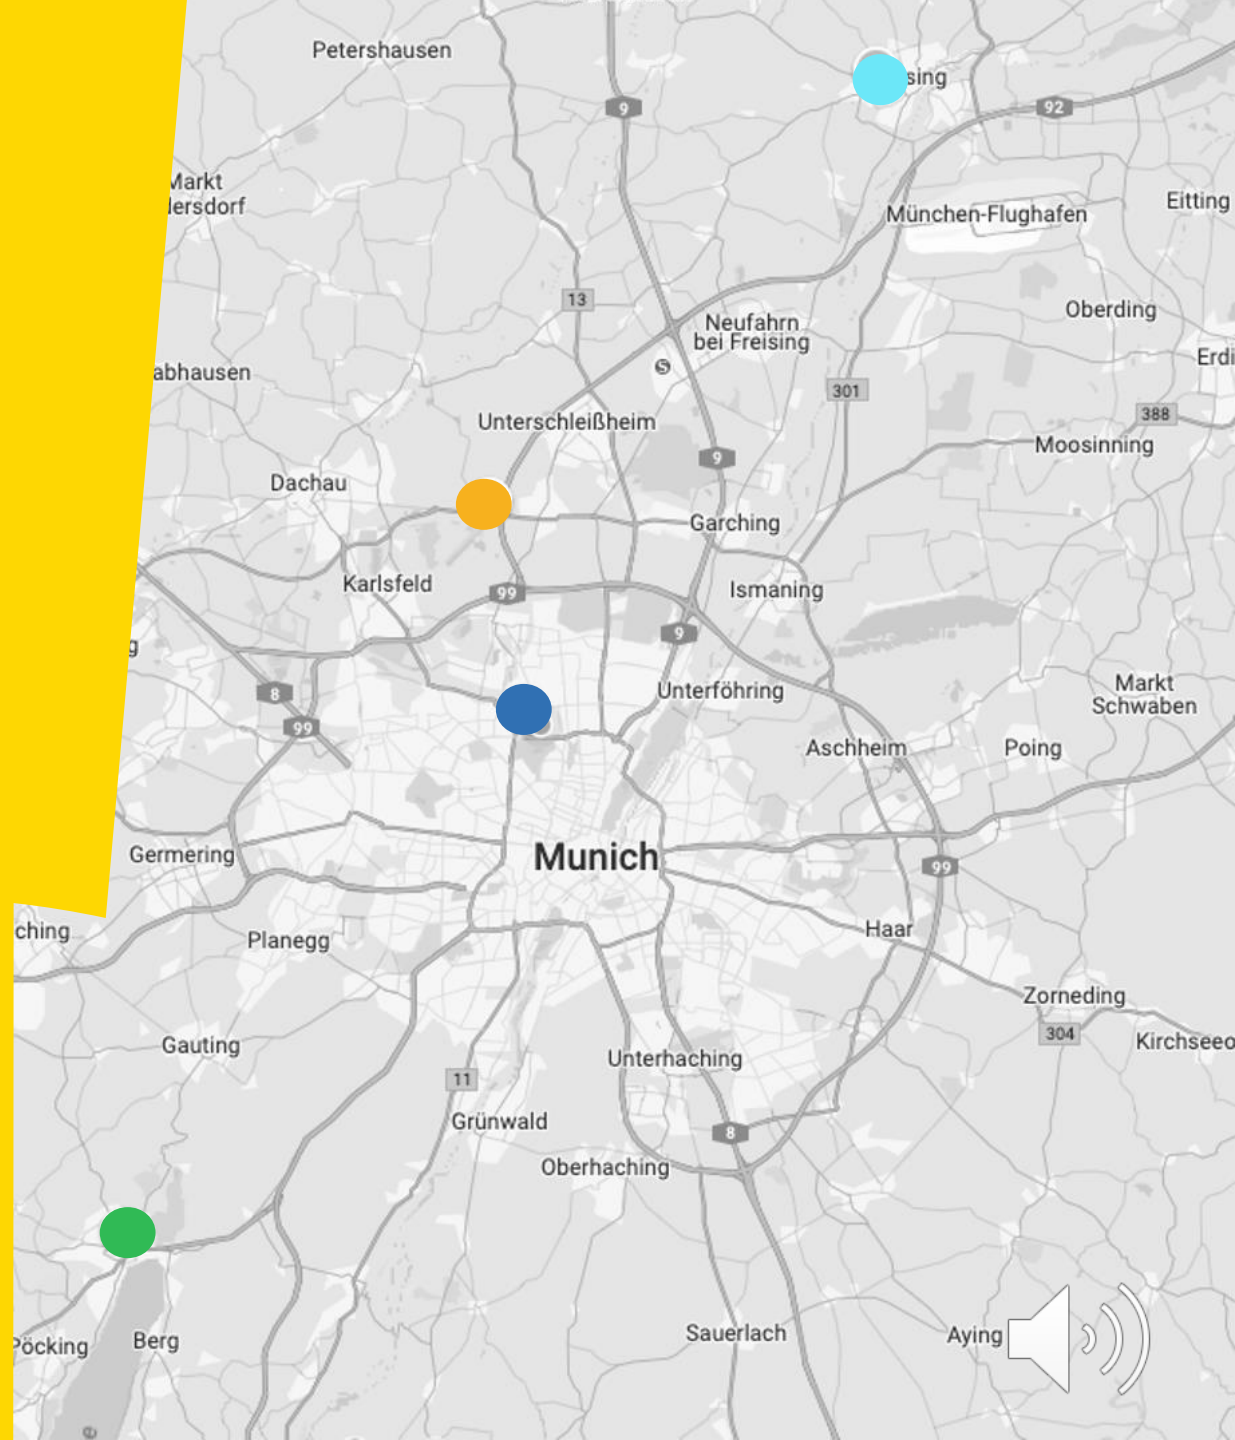 Petershausen
sing
9
92
Markt
lersdorf
Eitting
München-Flughafen
13
Oberding
Neufahrn
bei Freising
Erdi
S
abhausen
301
388
Unterschleißheim
Moosinning
9
Dachau
Garching
Karlsfeld
99
Ismaning
9
g
8
Unterföhring
Markt
Schwaben
99
Aschheim
Poing
Germering
Munich
99
ching
Planegg
Haar
Zorneding
304
Kirchseeo
Gauting
Unterhaching
11
Grünwald
8
Oberhaching
Pöcking
Berg
Sauerlach
Aying
e